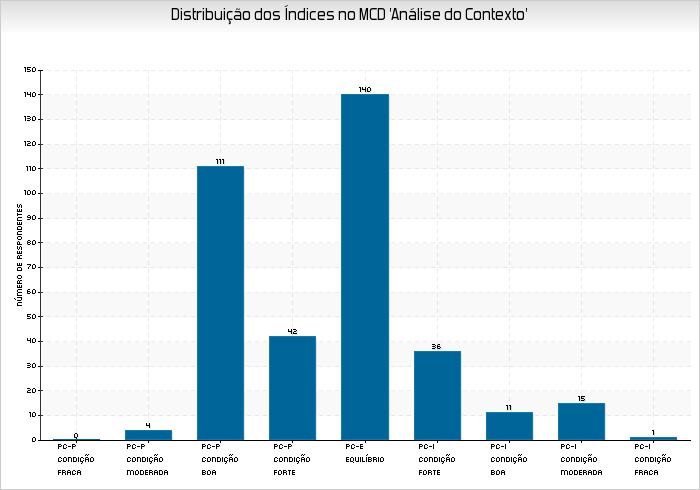 Distribuição dos Índices no MCD 'Análise do Contexto'
NÚMERO DE RESPONDENTES
150
140
130
120
110
100
90
80
70
60
50
40
30
20
10
0
0
4
111
42
140
36
11
15
1
PC-P
CONDIÇÃO
FRACA
PC-P
CONDIÇÃO
MODERADA
PC-P
CONDIÇÃO
BOA
PC-P
CONDIÇÃO
FORTE
PC-E
EQUILÍBRIO
PC-I
CONDIÇÃO
FORTE
PC-I
CONDIÇÃO
BOA
PC-I
CONDIÇÃO
MODERADA
PC-I
CONDIÇÃO
FRACA